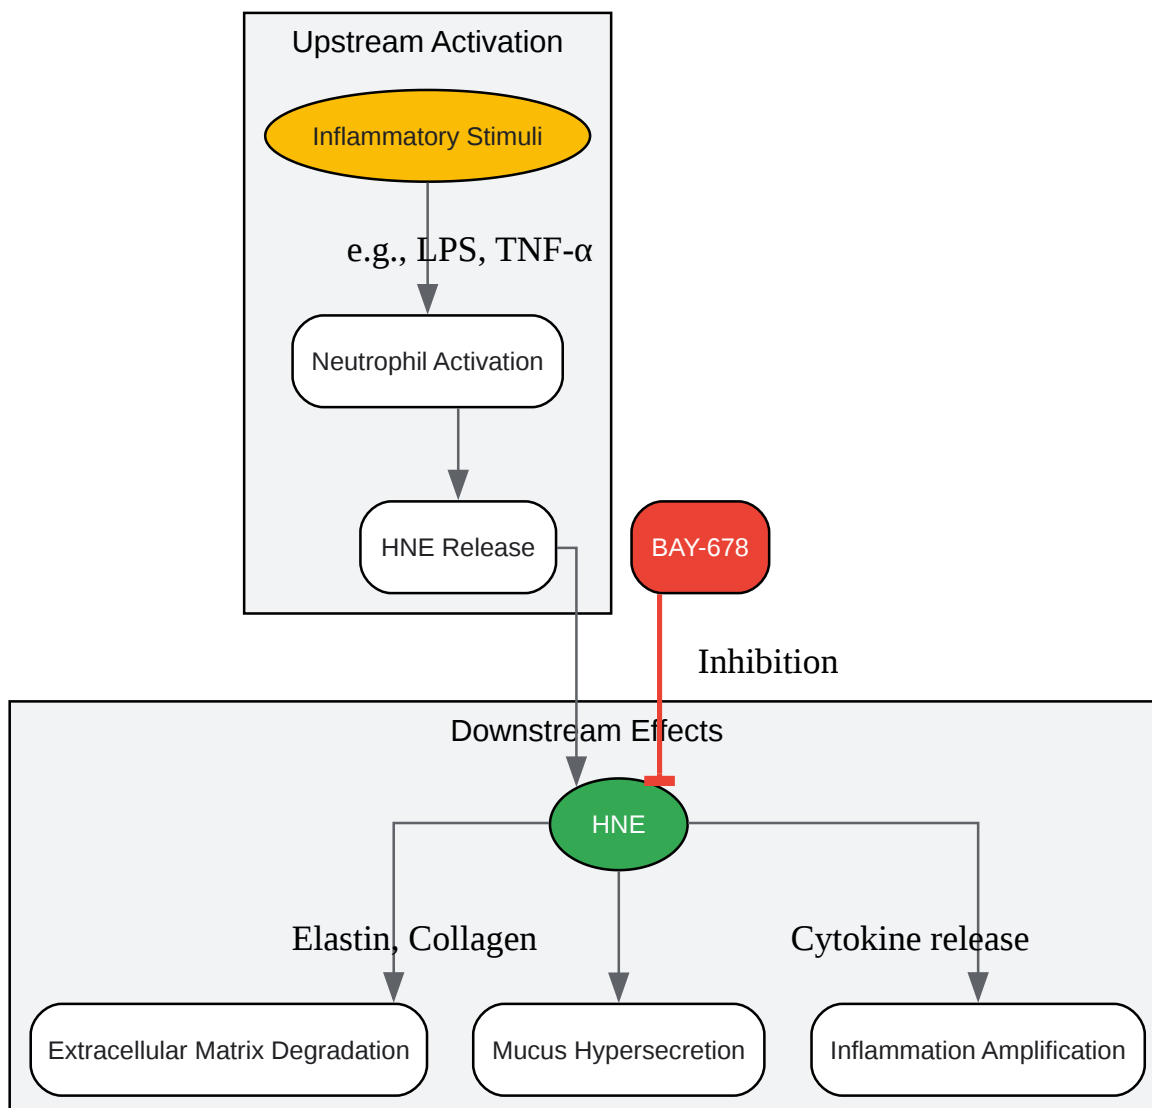 Upstream Activation
Inflammatory Stimuli
e.g., LPS, TNF-α
Neutrophil Activation
HNE Release
BAY-678
Inhibition
Downstream Effects
HNE
Elastin, Collagen
Cytokine release
Extracellular Matrix Degradation
Mucus Hypersecretion
Inflammation Amplification